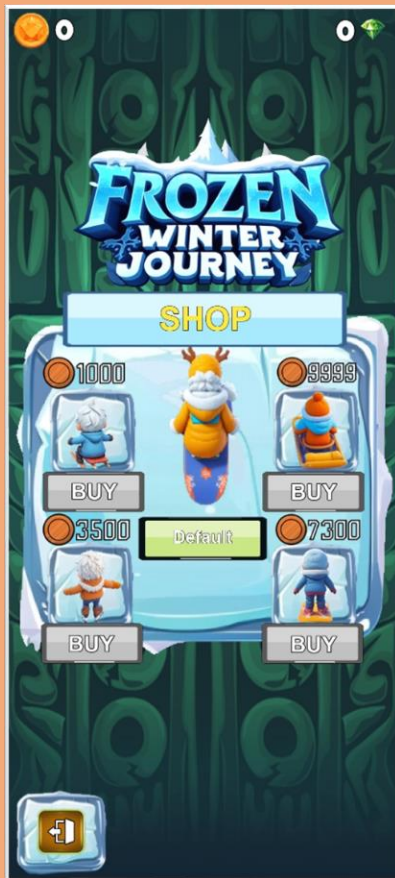 0
0
FROZEN
WINTER
JOURNEY
SHOP
1000
9999
BUY
BUY
3500
Default
7300
BUY
BUY